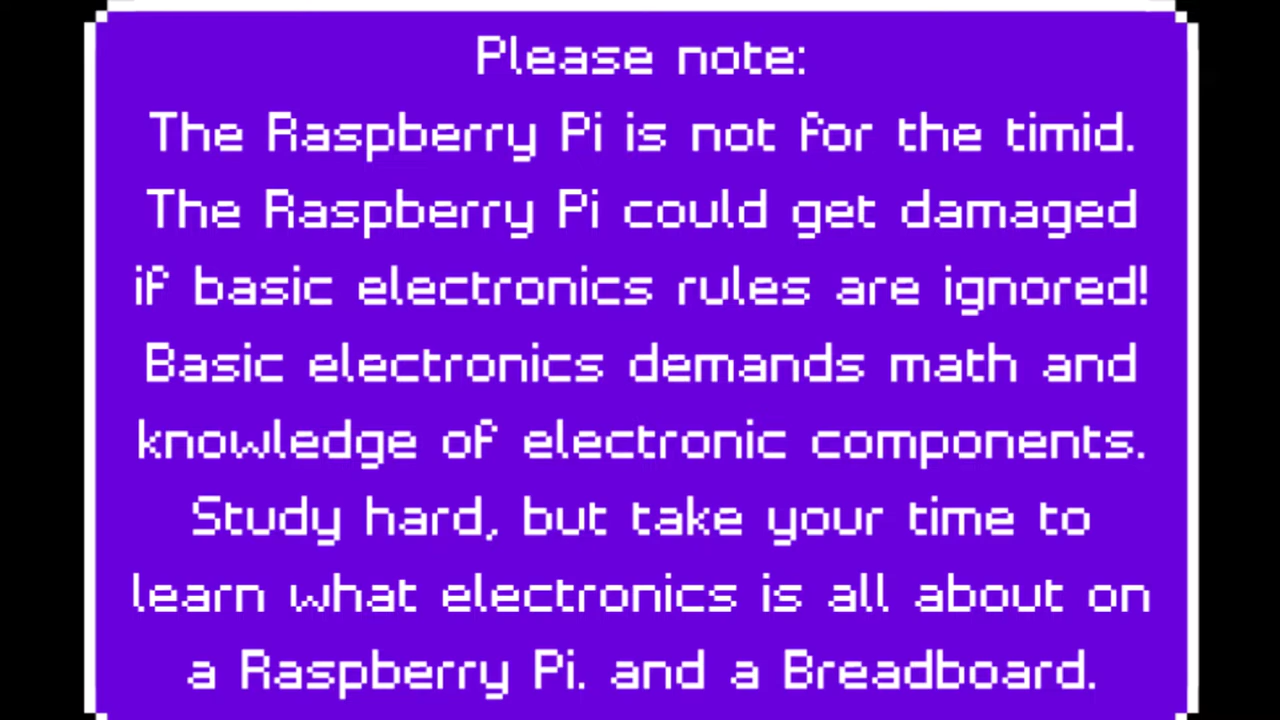 Please note:
The Raspberry Pi is not for the timid.
The Raspberry Pi could get damaged
if basic electronics rules are ignored!
Basic electronics demands math and
knowledge of electronic components.
Study hard, but take your time to
learn what electronics is all about on
a Raspberry Pi. and a Breadboard.